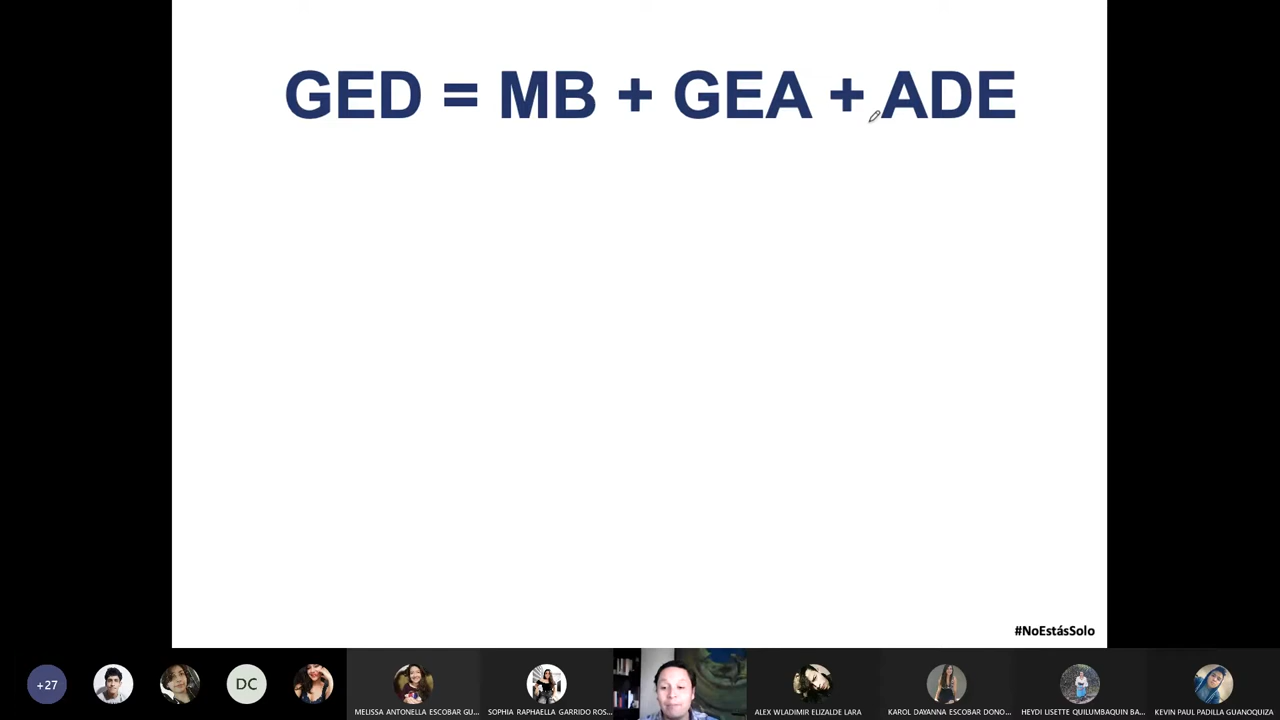 GED = MB + GEA + ADE
#NoEstásSolo
+27
DC
MELISSA ANTONELLA ESCOBAR GU...
SOPHIA RAPHAELLA GARRIDO ROS...
ALEX WLADIMIR ELIZALDE LARA
KAROL DAYANNA ESCOBAR DONO...
HEYDI LISETTE QUILUMBAQUIN BA...
KEVIN PAUL PADILLA GUANOQUIZA